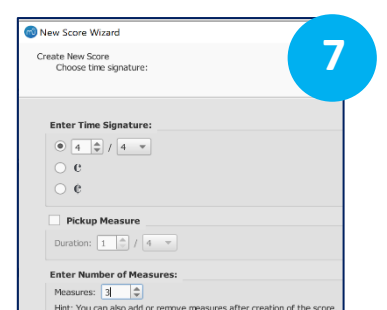 New Score Wizard
7
Create New Score
Choose time signature:
Enter Time Signature:
4 / 4
Pickup Measure
Duration: 1 / 4
Enter Number of Measures:
Measures: 3
Hint: You can also add or remove measures after creation of the score.